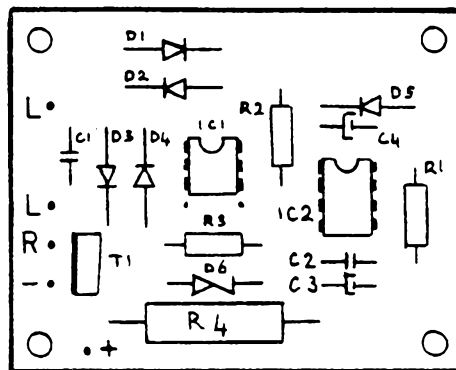 D1
D2
D5
L
R2
C4
C1
D3
D4
IC1
R1
L
IC2
R3
R
T1
C2
D6
C3
-
R4
+